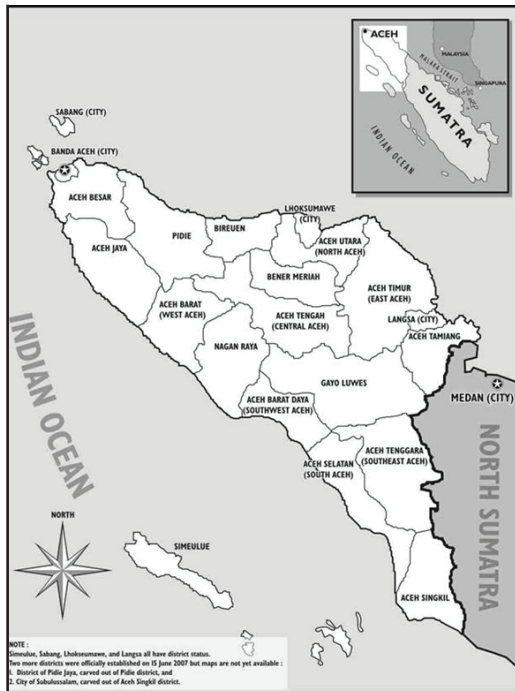 ACEH
MALAKA STRAIT
MALAYSIA
SINGAPURA
SUMATRA
INDIAN OCEAN
SABANG (CITY)
BANDA ACEH (CITY)
ACEH BESAR
PIDIE
BIREUEN
LHOKSUMAWE
(CITY)
ACEH UTARA
(NORTH ACEH)
ACEH JAYA
BENER MERIAH
ACEH TIMUR
(EAST ACEH)
ACEH BARAT
(WEST ACEH)
ACEH TENGAH
(CENTRAL ACEH)
LANGSA (CITY)
ACEH TAMIANG
NAGAN RAYA
GAYO LUWES
MEDAN (CITY)
ACEH BARAT DAYA
(SOUTHWEST ACEH)
INDIAN OCEAN
NORTH SUMATRA
ACEH TENGGARA
(SOUTHEAST ACEH)
ACEH SELATAN
(SOUTH ACEH)
NORTH
SIMEULUE
ACEH SINGKIL
NOTE :
Simeulue, Sabang, Lhokseumawe, and Langsa all have district status.
Two more districts were officially established on 15 June 2007 but maps are not yet available :
1. District of Pidie Jaya, carved out of Pidie district, and
2. City of Subulussalam, carved out of Aceh Singkil district.